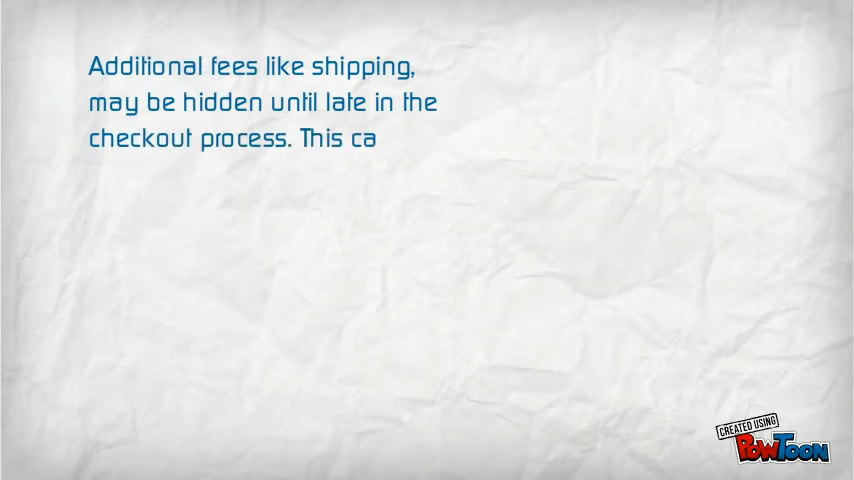 Additional fees like shipping,
may be hidden until late in the
checkout process. This ca
CREATED USING
POWTOON